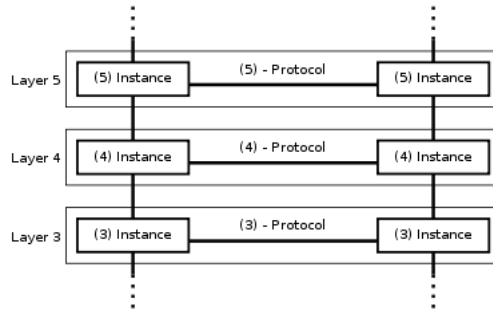 Layer 5
(5) Instance
(5) - Protocol
(5) Instance
Layer 4
(4) Instance
(4) - Protocol
(4) Instance
Layer 3
(3) Instance
(3) - Protocol
(3) Instance